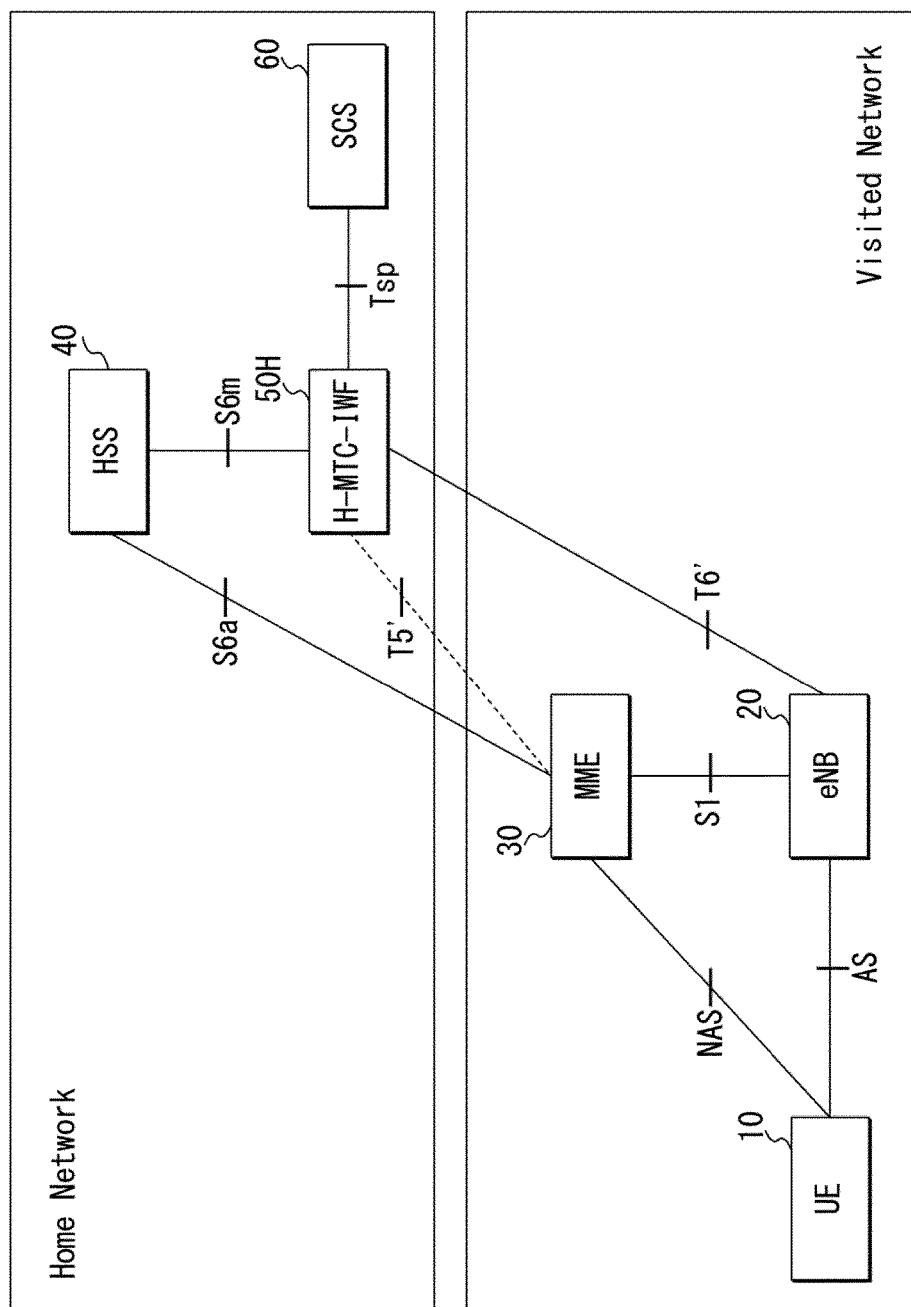 Home Network
HSS
40
S6a
S6m
H-MTC-IWF
50H
Tsp
SCS
60
T5'
T6'
MME
30
S1
NAS
eNB
20
AS
UE
10
Visited Network